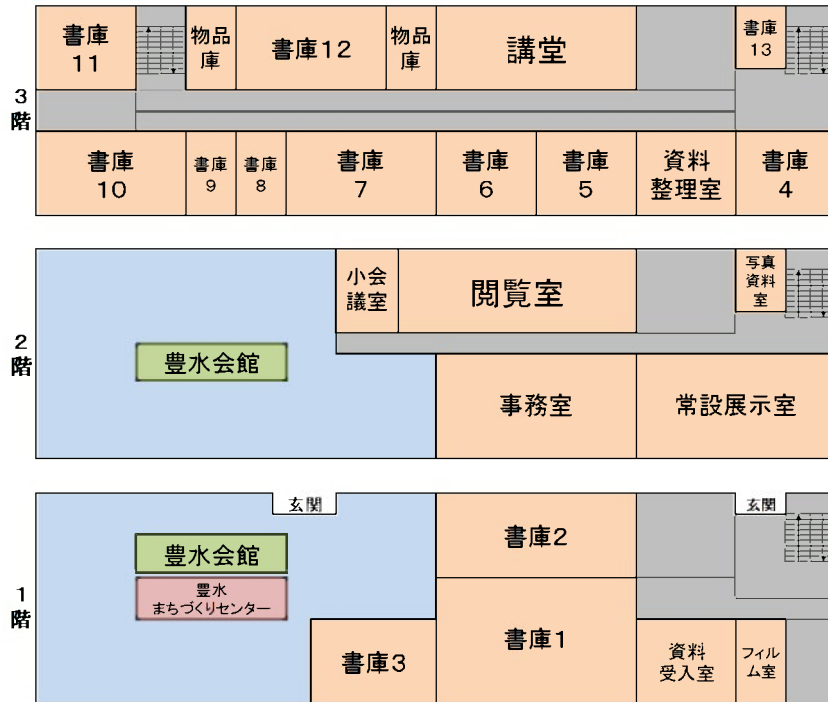 3
階
書庫
11
物品
庫
書庫12
物品
庫
講堂
書庫
13
書庫
10
書庫
9
書庫
8
書庫
7
書庫
6
書庫
5
資料
整理室
書庫
4
2
階
小会
議室
閲覧室
写真
資料
室
豊水会館
事務室
常設展示室
1
階
玄関
玄関
書庫2
豊水会館
豊水
まちづくりセンター
書庫3
書庫1
資料
受入室
フィル
ム室